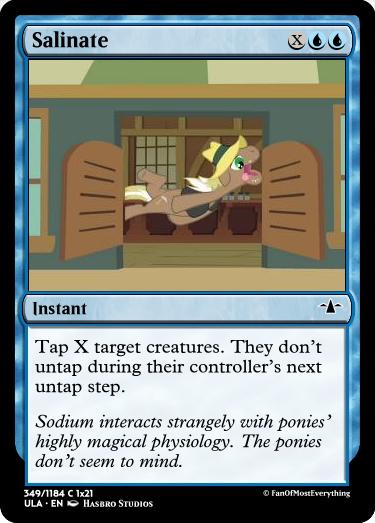 Salinate X
Instant
Tap X target creatures. They don't
untap during their controller's next
untap step.
Sodium interacts strangely with ponies'
highly magical physiology. The ponies
don't seem to mind.
349/1184 C 1x21
ULA • EN Hasbro Studios © FanOfMostEverything